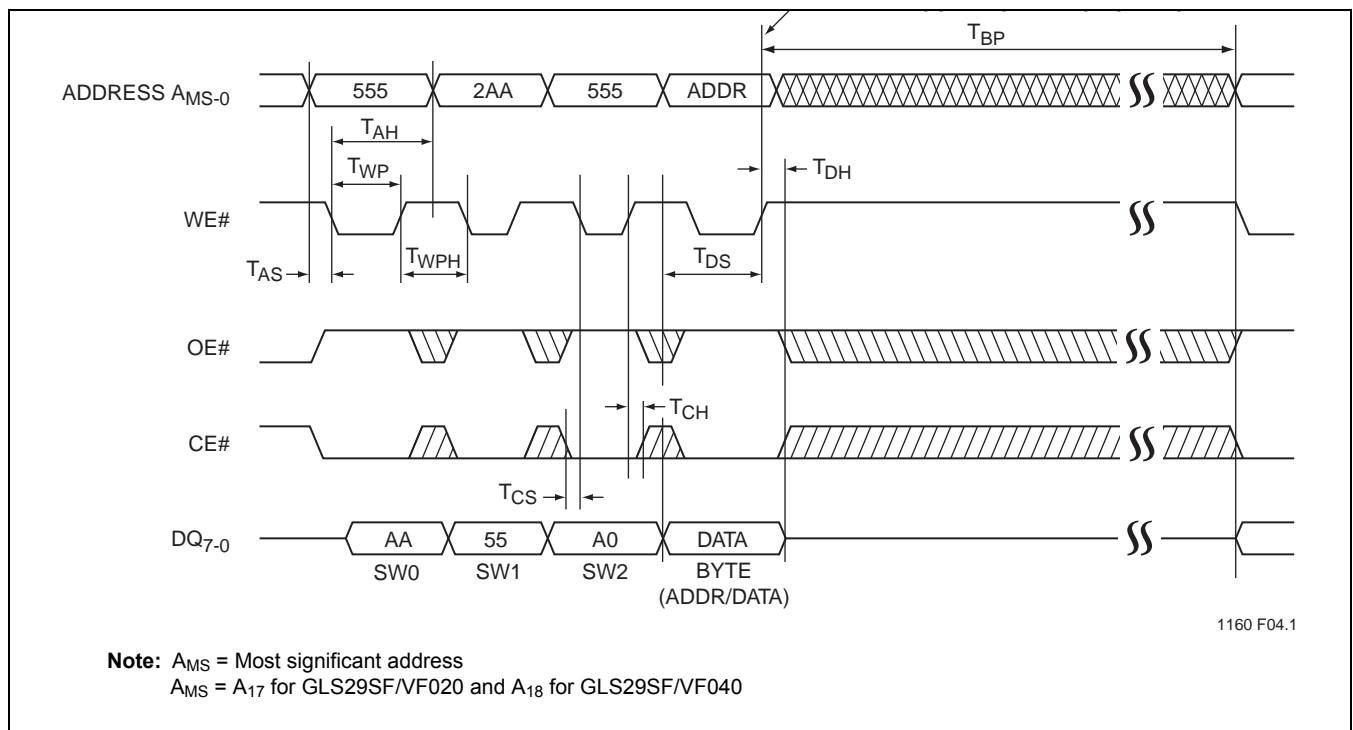 T_BP
ADDRESS A_MS-0
555
2AA
555
ADDR
T_AH
T_WP
T_DH
WE#
T_AS
T_WPH
T_DS
OE#
T_CH
CE#
T_CS
DQ_7-0
AA
55
A0
DATA
SW0
SW1
SW2
BYTE
(ADDR/DATA)
1160 F04.1
Note: A_MS = Most significant address
A_MS = A_17 for GLS29SF/VF020 and A_18 for GLS29SF/VF040